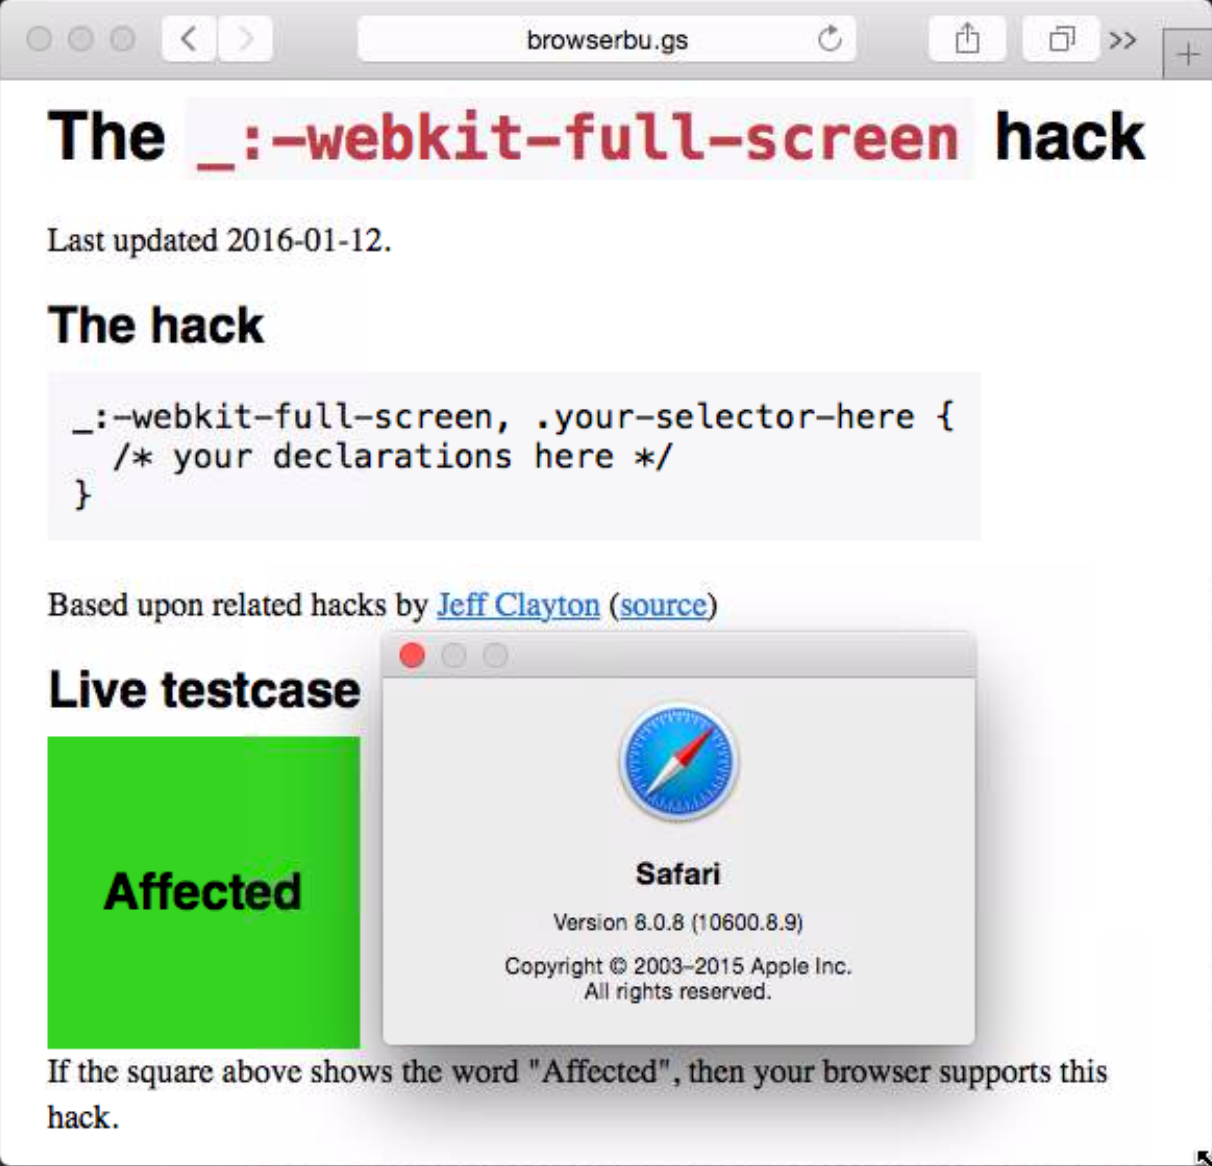 browserbu.gs
The _:-webkit-full-screen hack
Last updated 2016-01-12.
The hack
_:-webkit-full-screen, .your-selector-here {
/* your declarations here */
}
Based upon related hacks by Jeff Clayton (source)
Live testcase
Affected
Safari
Version 8.0.8 (10600.8.9)
Copyright © 2003–2015 Apple Inc.
All rights reserved.
If the square above shows the word "Affected", then your browser supports this
hack.